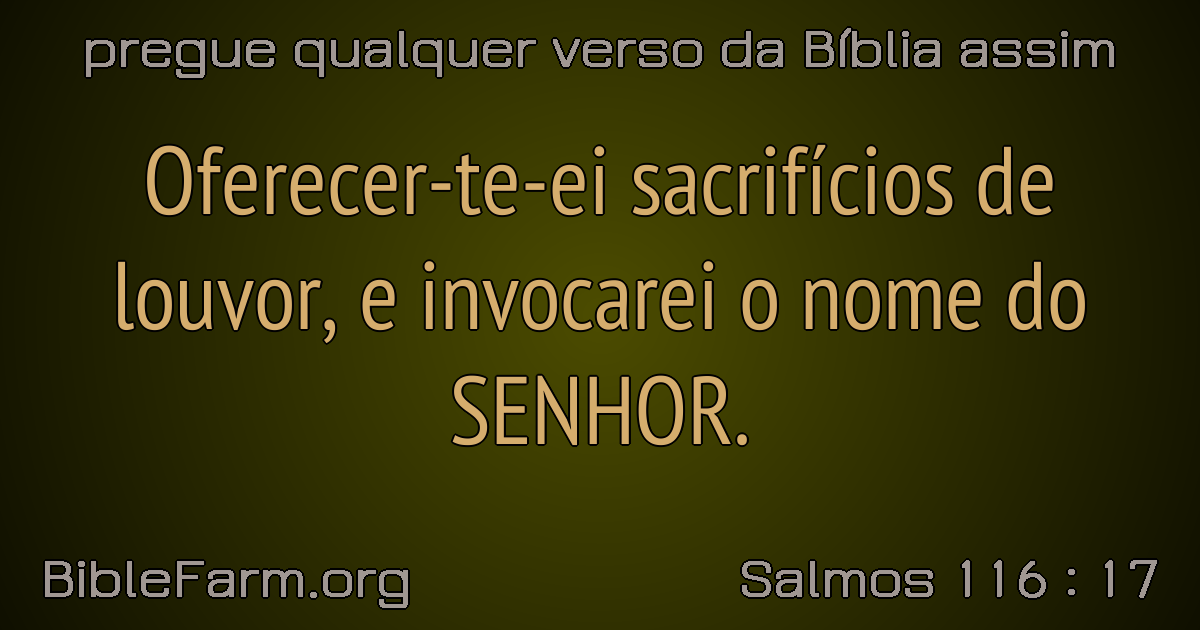 pregue qualquer verso da Bíblia assim
Oferecer-te-ei sacrifícios de
louvor, e invocarei o nome do
SENHOR.
BibleFarm.org
Salmos 116 : 17